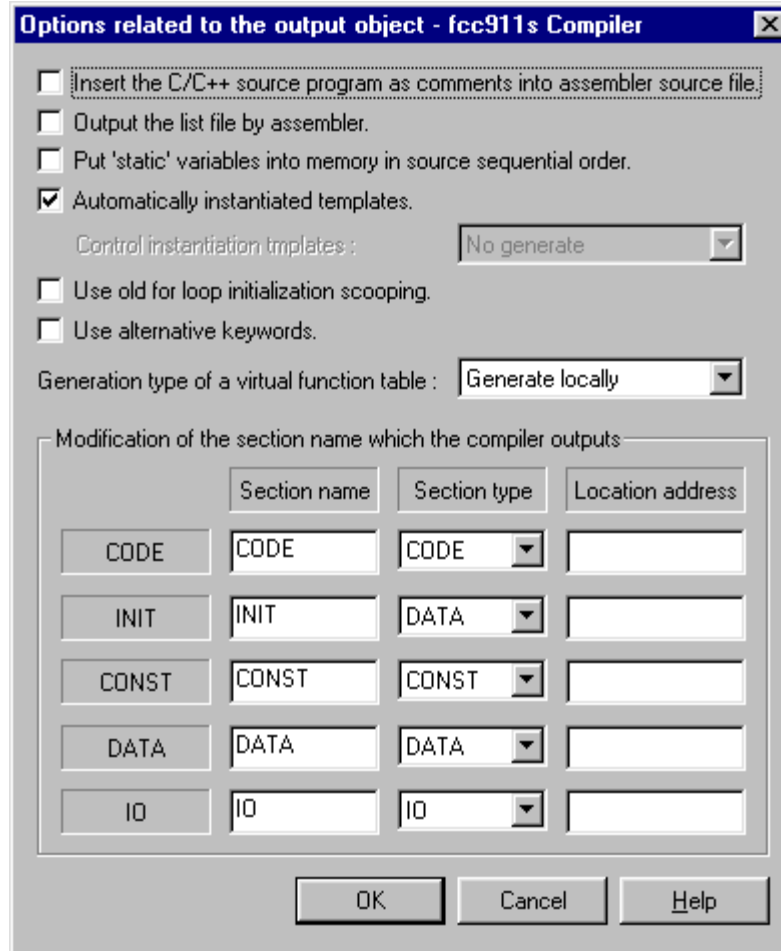 Options related to the output object - fcc911s Compiler
Insert the C/C++ source program as comments into assembler source file.
Output the list file by assembler.
Put 'static' variables into memory in source sequential order.
Automatically instantiated templates.
Control instantiation tmplates : No generate
Use old for loop initialization scooping.
Use alternative keywords.
Generation type of a virtual function table : Generate locally
Modification of the section name which the compiler outputs
Section name Section type Location address
CODE CODE CODE
INIT INIT DATA
CONST CONST CONST
DATA DATA DATA
IO IO IO
OK Cancel Help